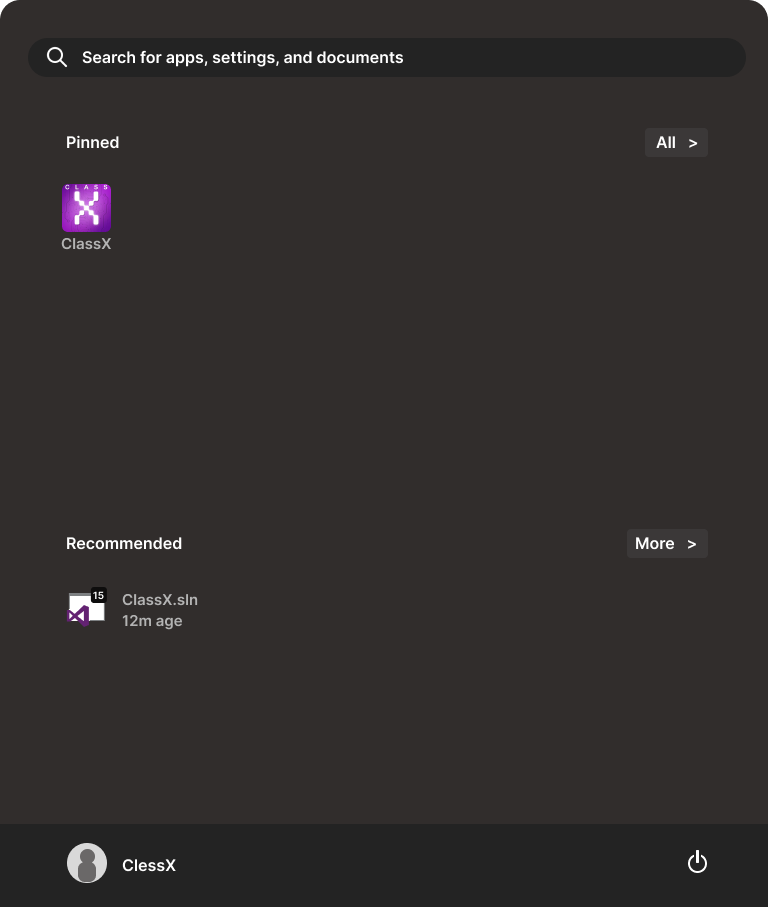 Search for apps, settings, and documents
Pinned
All >
CLASS
X
ClassX
Recommended
More >
15
ClassX.sln
12m age
ClessX